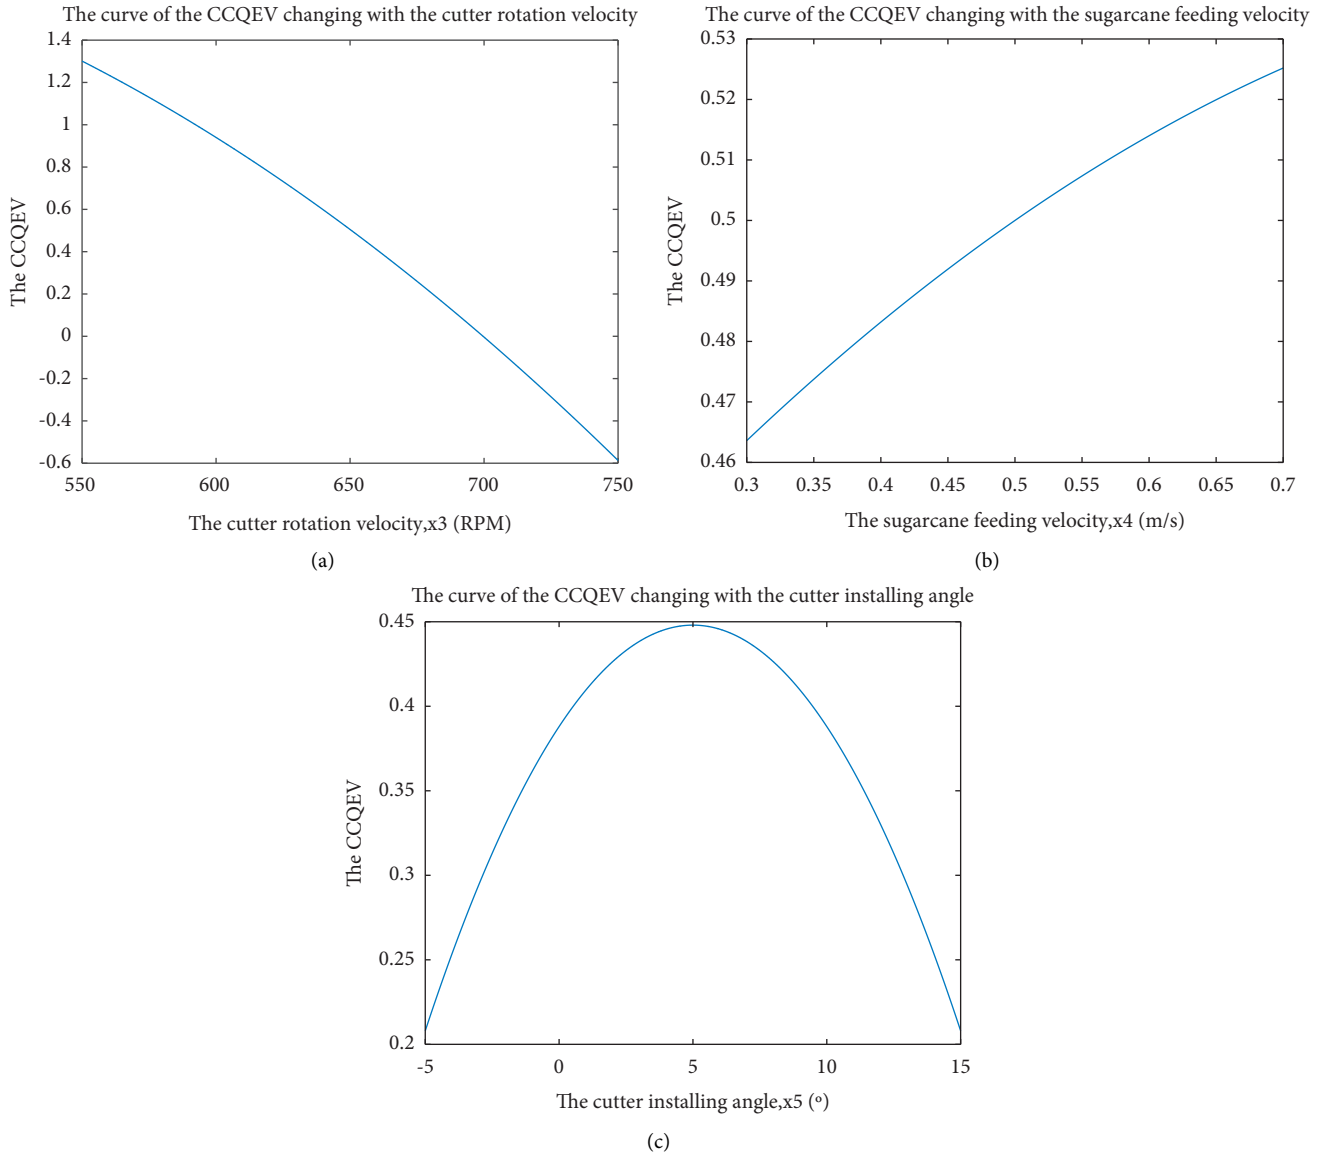 The curve of the CCQEV changing with the cutter rotation velocity
1.4
1.2
1
0.8
0.6
0.4
0.2
0
-0.2
-0.4
-0.6
The CCQEV
550 600 650 700 750
The cutter rotation velocity,x3 (RPM)
(a)
The curve of the CCQEV changing with the sugarcane feeding velocity
0.53
0.52
0.51
0.5
0.49
0.48
0.47
0.46
The CCQEV
0.3 0.35 0.4 0.45 0.5 0.55 0.6 0.65 0.7
The sugarcane feeding velocity,x4 (m/s)
(b)
The curve of the CCQEV changing with the cutter installing angle
0.45
0.4
0.35
0.3
0.25
0.2
The CCQEV
-5 0 5 10 15
The cutter installing angle,x5 (º)
(c)